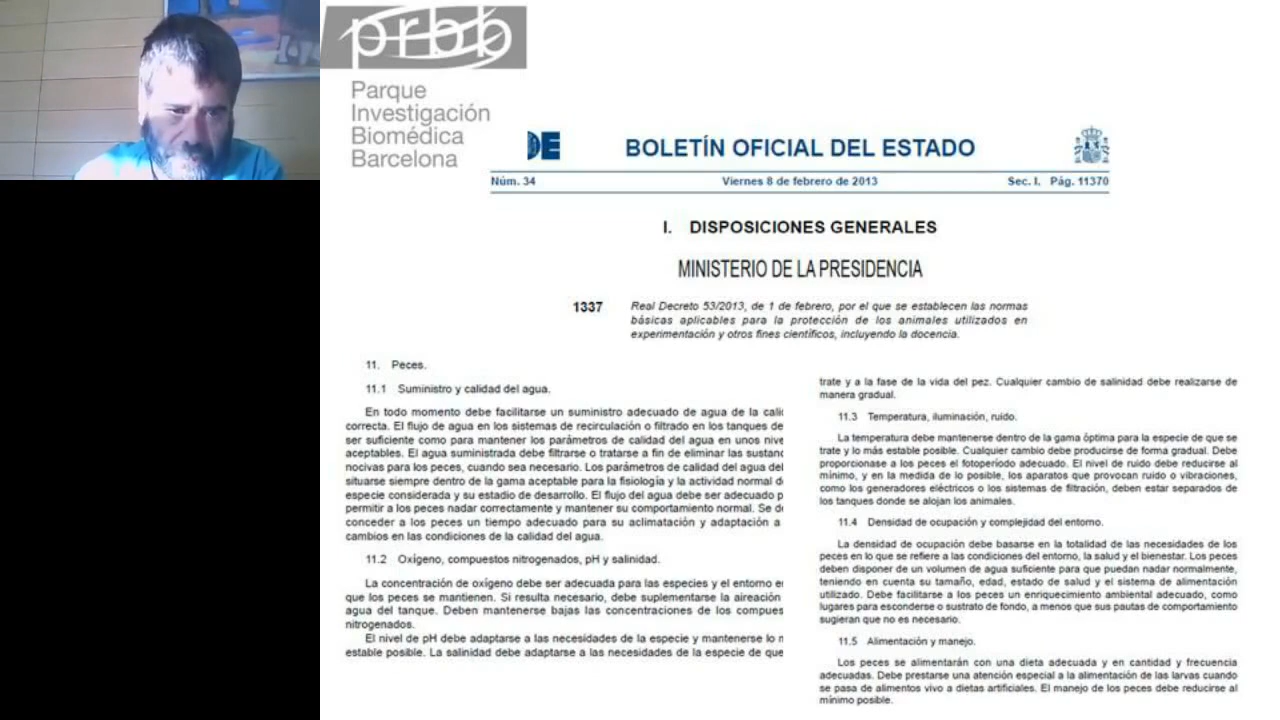 prbb
Parque
Investigación
Biomédica
Barcelona
BOLETÍN OFICIAL DEL ESTADO
Núm. 34 Viernes 8 de febrero de 2013 Sec. I. Pág. 11370
I. DISPOSICIONES GENERALES
MINISTERIO DE LA PRESIDENCIA
1337 Real Decreto 53/2013, de 1 de febrero, por el que se establecen las normas
básicas aplicables para la protección de los animales utilizados en
experimentación y otros fines científicos, incluyendo la docencia.
11. Peces.
11.1 Suministro y calidad del agua.
En todo momento debe facilitarse un suministro adecuado de agua de la cali
correcta. El flujo de agua en los sistemas de recirculación o filtrado en los tanques de
ser suficiente como para mantener los parámetros de calidad del agua en unos nive
aceptables. El agua suministrada debe filtrarse o tratarse a fin de eliminar las sustanc
nocivas para los peces, cuando sea necesario. Los parámetros de calidad del agua del
situarse siempre dentro de la gama aceptable para la fisiología y la actividad normal d
especie considerada y su estadio de desarrollo. El flujo del agua debe ser adecuado p
permitir a los peces nadar correctamente y mantener su comportamiento normal. Se d
conceder a los peces un tiempo adecuado para su aclimatación y adaptación a
cambios en las condiciones de la calidad del agua.
11.2 Oxígeno, compuestos nitrogenados, pH y salinidad.
La concentración de oxígeno debe ser adecuada para las especies y el entorno e
que los peces se mantienen. Si resulta necesario, debe suplementarse la aireación
agua del tanque. Deben mantenerse bajas las concentraciones de los compues
nitrogenados.
El nivel de pH debe adaptarse a las necesidades de la especie y mantenerse lo
estable posible. La salinidad debe adaptarse a las necesidades de la especie de que
trate y a la fase de la vida del pez. Cualquier cambio de salinidad debe realizarse de
manera gradual.
11.3 Temperatura, iluminación, ruido.
La temperatura debe mantenerse dentro de la gama óptima para la especie de que se
trate y lo más estable posible. Cualquier cambio debe producirse de forma gradual. Debe
proporcionase a los peces el fotoperíodo adecuado. El nivel de ruido debe reducirse al
mínimo, y en la medida de lo posible, los aparatos que provocan ruido o vibraciones,
como los generadores eléctricos o los sistemas de filtración, deben estar separados de
los tanques donde se alojan los animales.
11.4 Densidad de ocupación y complejidad del entorno.
La densidad de ocupación debe basarse en la totalidad de las necesidades de los
peces en lo que se refiere a las condiciones del entorno, la salud y el bienestar. Los peces
deben disponer de un volumen de agua suficiente para que puedan nadar normalmente,
teniendo en cuenta su tamaño, edad, estado de salud y el sistema de alimentación
utilizado. Debe facilitarse a los peces un enriquecimiento ambiental adecuado, como
lugares para esconderse o sustrato de fondo, a menos que sus pautas de comportamiento
sugieran que no es necesario.
11.5 Alimentación y manejo.
Los peces se alimentarán con una dieta adecuada y en cantidad y frecuencia
adecuadas. Debe prestarse una atención especial a la alimentación de las larvas cuando
se pasa de alimentos vivo a dietas artificiales. El manejo de los peces debe reducirse al
mínimo posible.